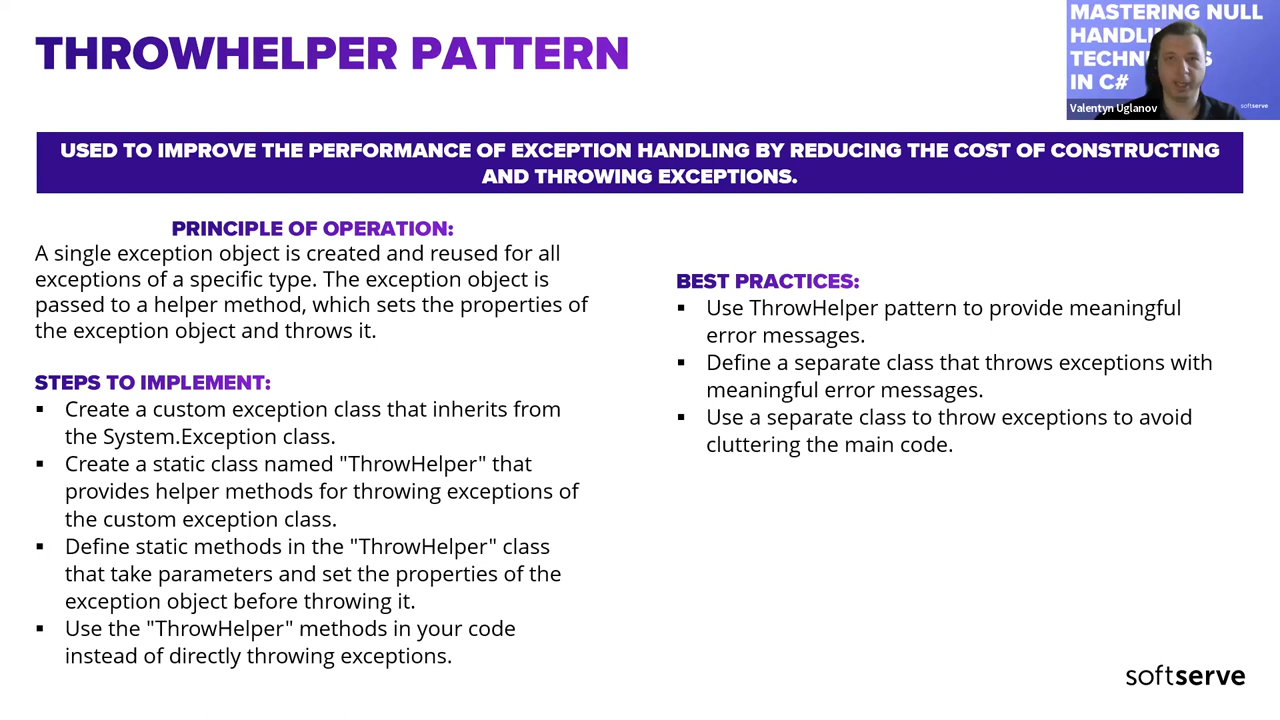 THROWHELPER PATTERN
MASTERING NULL
IN C#
Valentyn Uglanov
softserve
USED TO IMPROVE THE PERFORMANCE OF EXCEPTION HANDLING BY REDUCING THE COST OF CONSTRUCTING
AND THROWING EXCEPTIONS.
PRINCIPLE OF OPERATION:
A single exception object is created and reused for all
exceptions of a specific type. The exception object is
passed to a helper method, which sets the properties of
the exception object and throws it.
STEPS TO IMPLEMENT:
▪ Create a custom exception class that inherits from
the System.Exception class.
▪ Create a static class named "ThrowHelper" that
provides helper methods for throwing exceptions of
the custom exception class.
▪ Define static methods in the "ThrowHelper" class
that take parameters and set the properties of the
exception object before throwing it.
▪ Use the "ThrowHelper" methods in your code
instead of directly throwing exceptions.
BEST PRACTICES:
▪ Use ThrowHelper pattern to provide meaningful
error messages.
▪ Define a separate class that throws exceptions with
meaningful error messages.
▪ Use a separate class to throw exceptions to avoid
cluttering the main code.
softserve